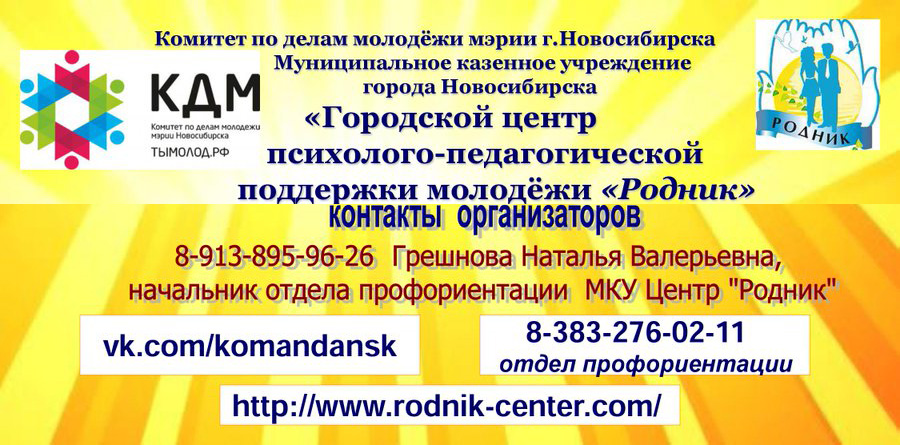 Комитет по делам молодёжи мэрии г.Новосибирска
Муниципальное казенное учреждение
города Новосибирска
«Городской центр
психолого-педагогической
поддержки молодёжи «Родник»
КДМ
Комитет по делам молодежи
мэрии Новосибирска
ТЫМОЛОД.РФ
РОДНИК
контакты организаторов
8-913-895-96-26 Грешнова Наталья Валерьевна,
начальник отдела профориентации МКУ Центр "Родник"
vk.com/komandansk
8-383-276-02-11
отдел профориентации
http://www.rodnik-center.com/